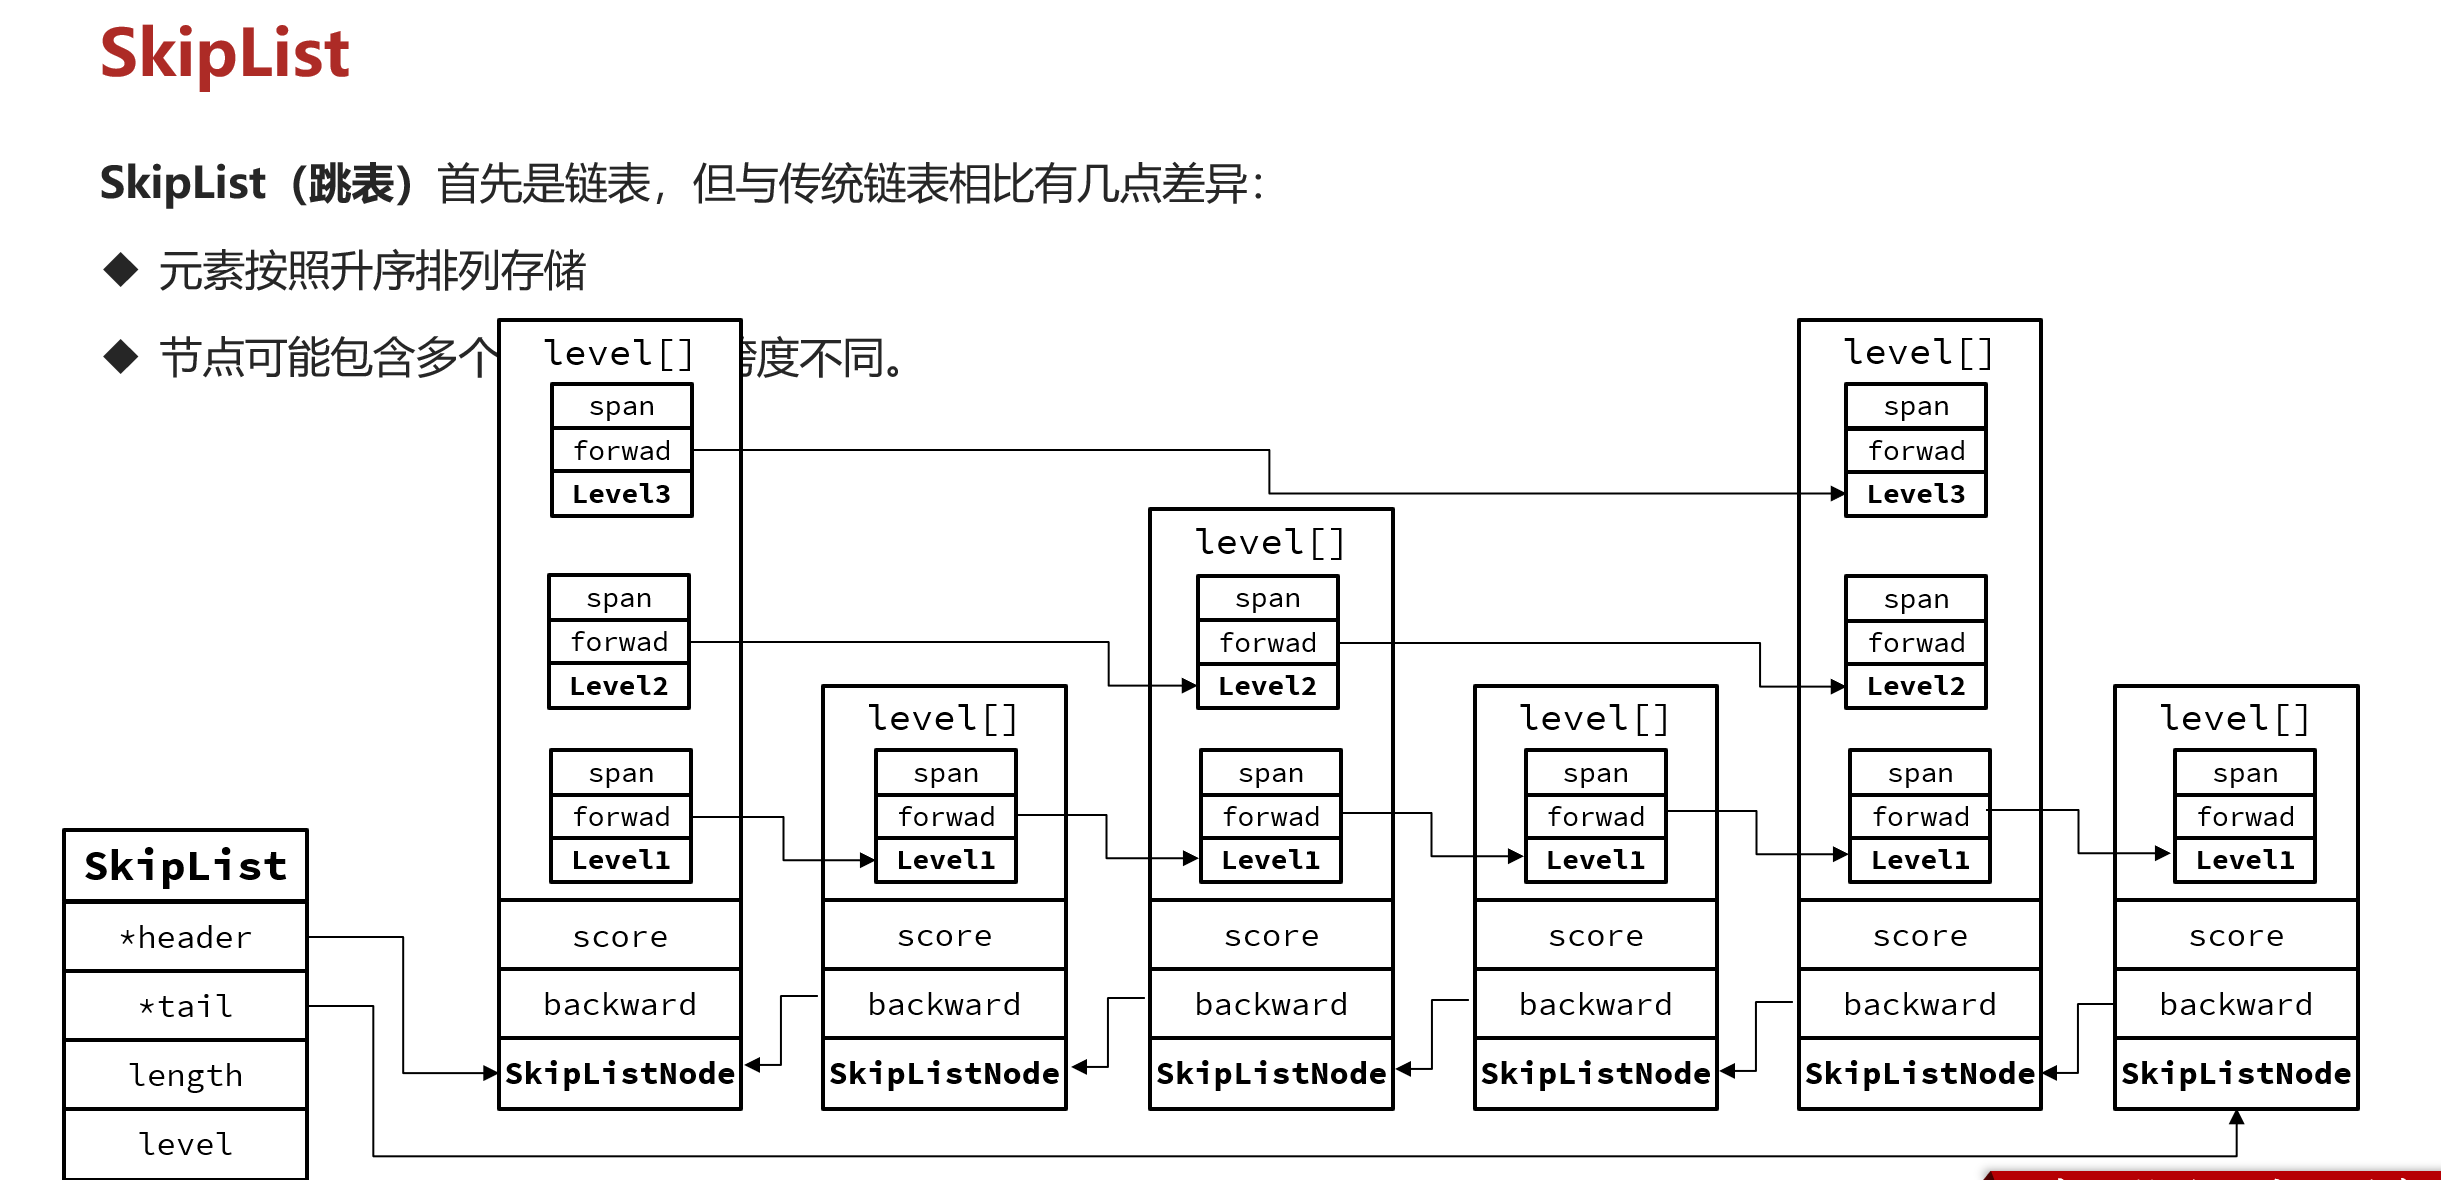 SkipList
SkipList（跳表）首先是链表，但与传统链表相比有几点差异：
◆ 元素按照升序排列存储
◆ 节点可能包含多个 度不同。
level[]
span
forwad
Level3
span
forwad
Level2
span
forwad
Level1
score
backward
SkipListNode
level[]
span
forwad
Level1
score
backward
SkipListNode
level[]
span
forwad
Level2
span
forwad
Level1
score
backward
SkipListNode
level[]
span
forwad
Level1
score
backward
SkipListNode
level[]
span
forwad
Level3
span
forwad
Level2
span
forwad
Level1
score
backward
SkipListNode
level[]
span
forwad
Level1
score
backward
SkipListNode
SkipList
*header
*tail
length
level